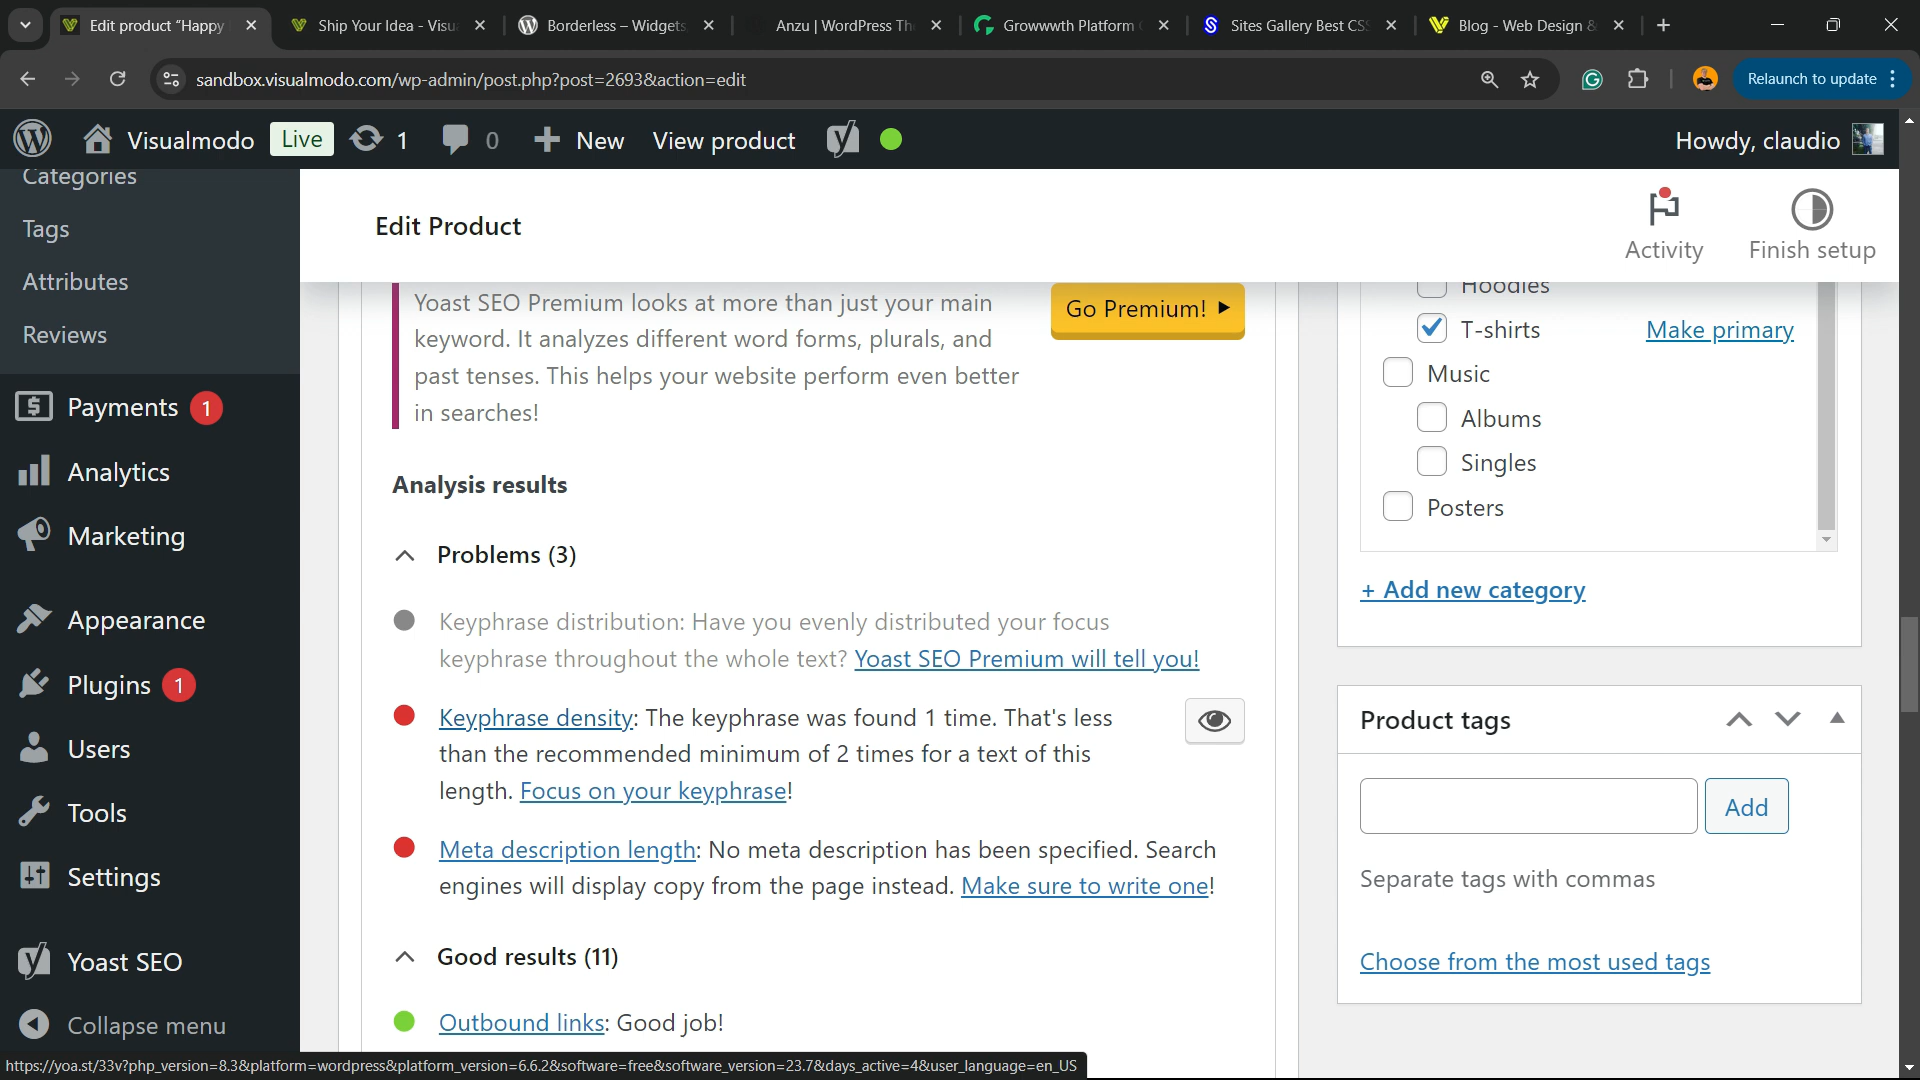 Edit product “Happy
Ship Your Idea - Visu
Borderless – Widgets
Anzu | WordPress Th
Growwwth Platform
Sites Gallery Best CSS
Blog - Web Design &
sandbox.visualmodo.com/wp-admin/post.php?post=2693&action=edit
Relaunch to update
Visualmodo
Live
1
0
New
View product
Howdy, claudio
Categories
Tags
Attributes
Reviews
Payments 1
Analytics
Marketing
Appearance
Plugins 1
Users
Tools
Settings
Yoast SEO
Collapse menu
Edit Product
Activity
Finish setup
Yoast SEO Premium looks at more than just your main
keyword. It analyzes different word forms, plurals, and
past tenses. This helps your website perform even better
in searches!
Go Premium!
Analysis results
Problems (3)
Keyphrase distribution: Have you evenly distributed your focus
keyphrase throughout the whole text? Yoast SEO Premium will tell you!
Keyphrase density: The keyphrase was found 1 time. That's less
than the recommended minimum of 2 times for a text of this
length. Focus on your keyphrase!
Meta description length: No meta description has been specified. Search
engines will display copy from the page instead. Make sure to write one!
Good results (11)
Outbound links: Good job!
Hoodies
T-shirts
Make primary
Music
Albums
Singles
Posters
+ Add new category
Product tags
Add
Separate tags with commas
Choose from the most used tags
https://yoa.st/33v?php_version=8.3&platform=wordpress&platform_version=6.6.2&software=free&software_version=23.7&days_active=4&user_language=en_US